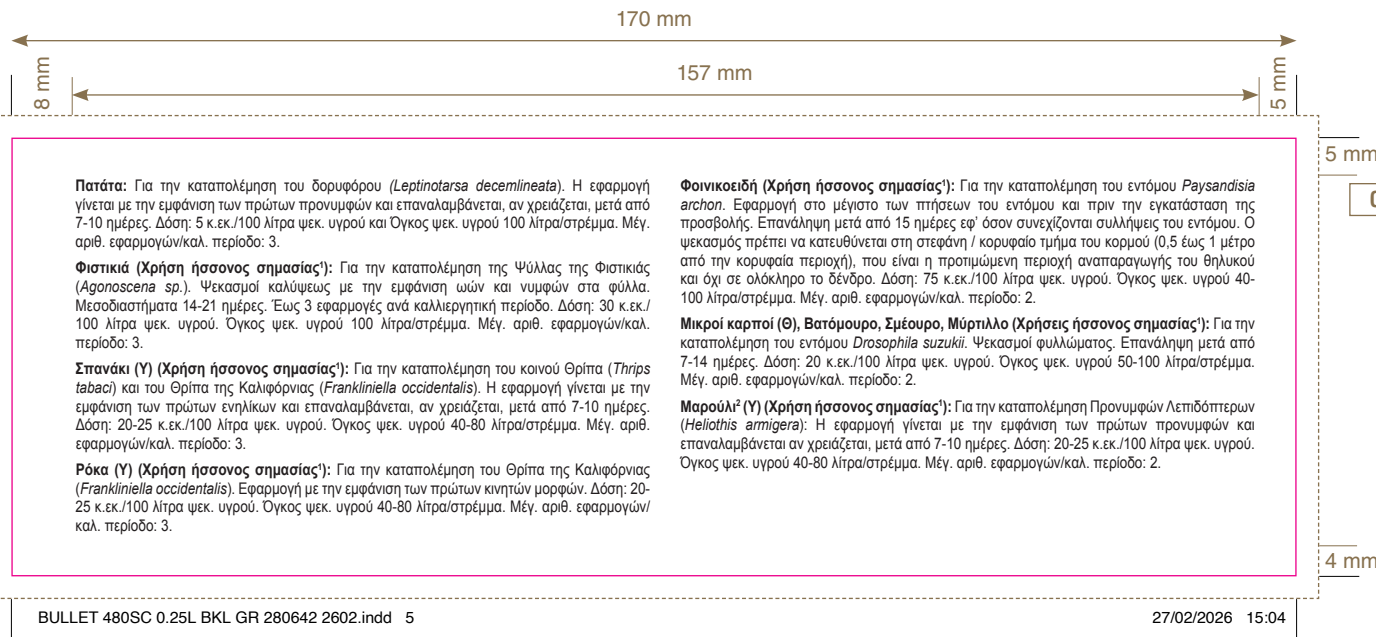 170 mm
157 mm
8 mm
5 mm
5 mm
Πατάτα: Για την καταπολέμηση του δορυφόρου (Leptinotarsa decemlineata). Η εφαρμογή
γίνεται με την εμφάνιση των πρώτων προνυμφών και επαναλαμβάνεται, αν χρειάζεται, μετά από
7-10 ημέρες. Δόση: 5 κ.εκ./100 λίτρα ψεκ. υγρού και Όγκος ψεκ. υγρού 100 λίτρα/στρέμμα. Μέγ.
αριθ. εφαρμογών/καλ. περίοδο: 3.
Φιστικιά (Χρήση ήσσονος σημασίας¹): Για την καταπολέμηση της Ψύλλας της Φιστικιάς
(Agonoscena sp.). Ψεκασμοί καλύψεως με την εμφάνιση ωών και νυμφών στα φύλλα.
Μεσοδιαστήματα 14-21 ημέρες. Έως 3 εφαρμογές ανά καλλιεργητική περίοδο. Δόση: 30 κ.εκ./
100 λίτρα ψεκ. υγρού. Όγκος ψεκ. υγρού 100 λίτρα/στρέμμα. Μέγ. αριθ. εφαρμογών/καλ.
περίοδο: 3.
Σπανάκι (Υ) (Χρήση ήσσονος σημασίας¹): Για την καταπολέμηση του κοινού Θρίπα (Thrips
tabaci) και του Θρίπα της Καλιφόρνιας (Frankliniella occidentalis). Η εφαρμογή γίνεται με την
εμφάνιση των πρώτων ενηλίκων και επαναλαμβάνεται, αν χρειάζεται, μετά από 7-10 ημέρες.
Δόση: 20-25 κ.εκ./100 λίτρα ψεκ. υγρού. Όγκος ψεκ. υγρού 40-80 λίτρα/στρέμμα. Μέγ. αριθ.
εφαρμογών/καλ. περίοδο: 3.
Ρόκα (Υ) (Χρήση ήσσονος σημασίας¹): Για την καταπολέμηση του Θρίπα της Καλιφόρνιας
(Frankliniella occidentalis). Εφαρμογή με την εμφάνιση των πρώτων κινητών μορφών. Δόση: 20-
25 κ.εκ./100 λίτρα ψεκ. υγρού. Όγκος ψεκ. υγρού 40-80 λίτρα/στρέμμα. Μέγ. αριθ. εφαρμογών/
καλ. περίοδο: 3.
Φοινικοειδή (Χρήση ήσσονος σημασίας¹): Για την καταπολέμηση του εντόμου Paysandisia
archon. Εφαρμογή στο μέγιστο των πτήσεων του εντόμου και πριν την εγκατάσταση της
προσβολής. Επανάληψη μετά από 15 ημέρες εφ' όσον συνεχίζονται συλλήψεις του εντόμου. Ο
ψεκασμός πρέπει να κατευθύνεται στη στεφάνη / κορυφαίο τμήμα του κορμού (0,5 έως 1 μέτρο
από την κορυφαία περιοχή), που είναι η προτιμώμενη περιοχή αναπαραγωγής του θηλυκού
και όχι σε ολόκληρο το δένδρο. Δόση: 75 κ.εκ./100 λίτρα ψεκ. υγρού. Όγκος ψεκ. υγρού 40-
100 λίτρα/στρέμμα. Μέγ. αριθ. εφαρμογών/καλ. περίοδο: 2.
Μικροί καρποί (Θ), Βατόμουρο, Σμέουρο, Μύρτιλλο (Χρήσεις ήσσονος σημασίας¹): Για την
καταπολέμηση του εντόμου Drosophila suzukii. Ψεκασμοί φυλλώματος. Επανάληψη μετά από
7-14 ημέρες. Δόση: 20 κ.εκ./100 λίτρα ψεκ. υγρού. Όγκος ψεκ. υγρού 50-100 λίτρα/στρέμμα.
Μέγ. αριθ. εφαρμογών/καλ. περίοδο: 2.
Μαρούλι² (Υ) (Χρήση ήσσονος σημασίας¹): Για την καταπολέμηση Προνυμφών Λεπιδόπτερων
(Heliothis armigera): Η εφαρμογή γίνεται με την εμφάνιση των πρώτων προνυμφών και
επαναλαμβάνεται αν χρειάζεται, μετά από 7-10 ημέρες. Δόση: 20-25 κ.εκ./100 λίτρα ψεκ. υγρού.
Όγκος ψεκ. υγρού 40-80 λίτρα/στρέμμα. Μέγ. αριθ. εφαρμογών/καλ. περίοδο: 2.
4 mm
BULLET 480SC 0.25L BKL GR 280642 2602.indd 5
27/02/2026 15:04